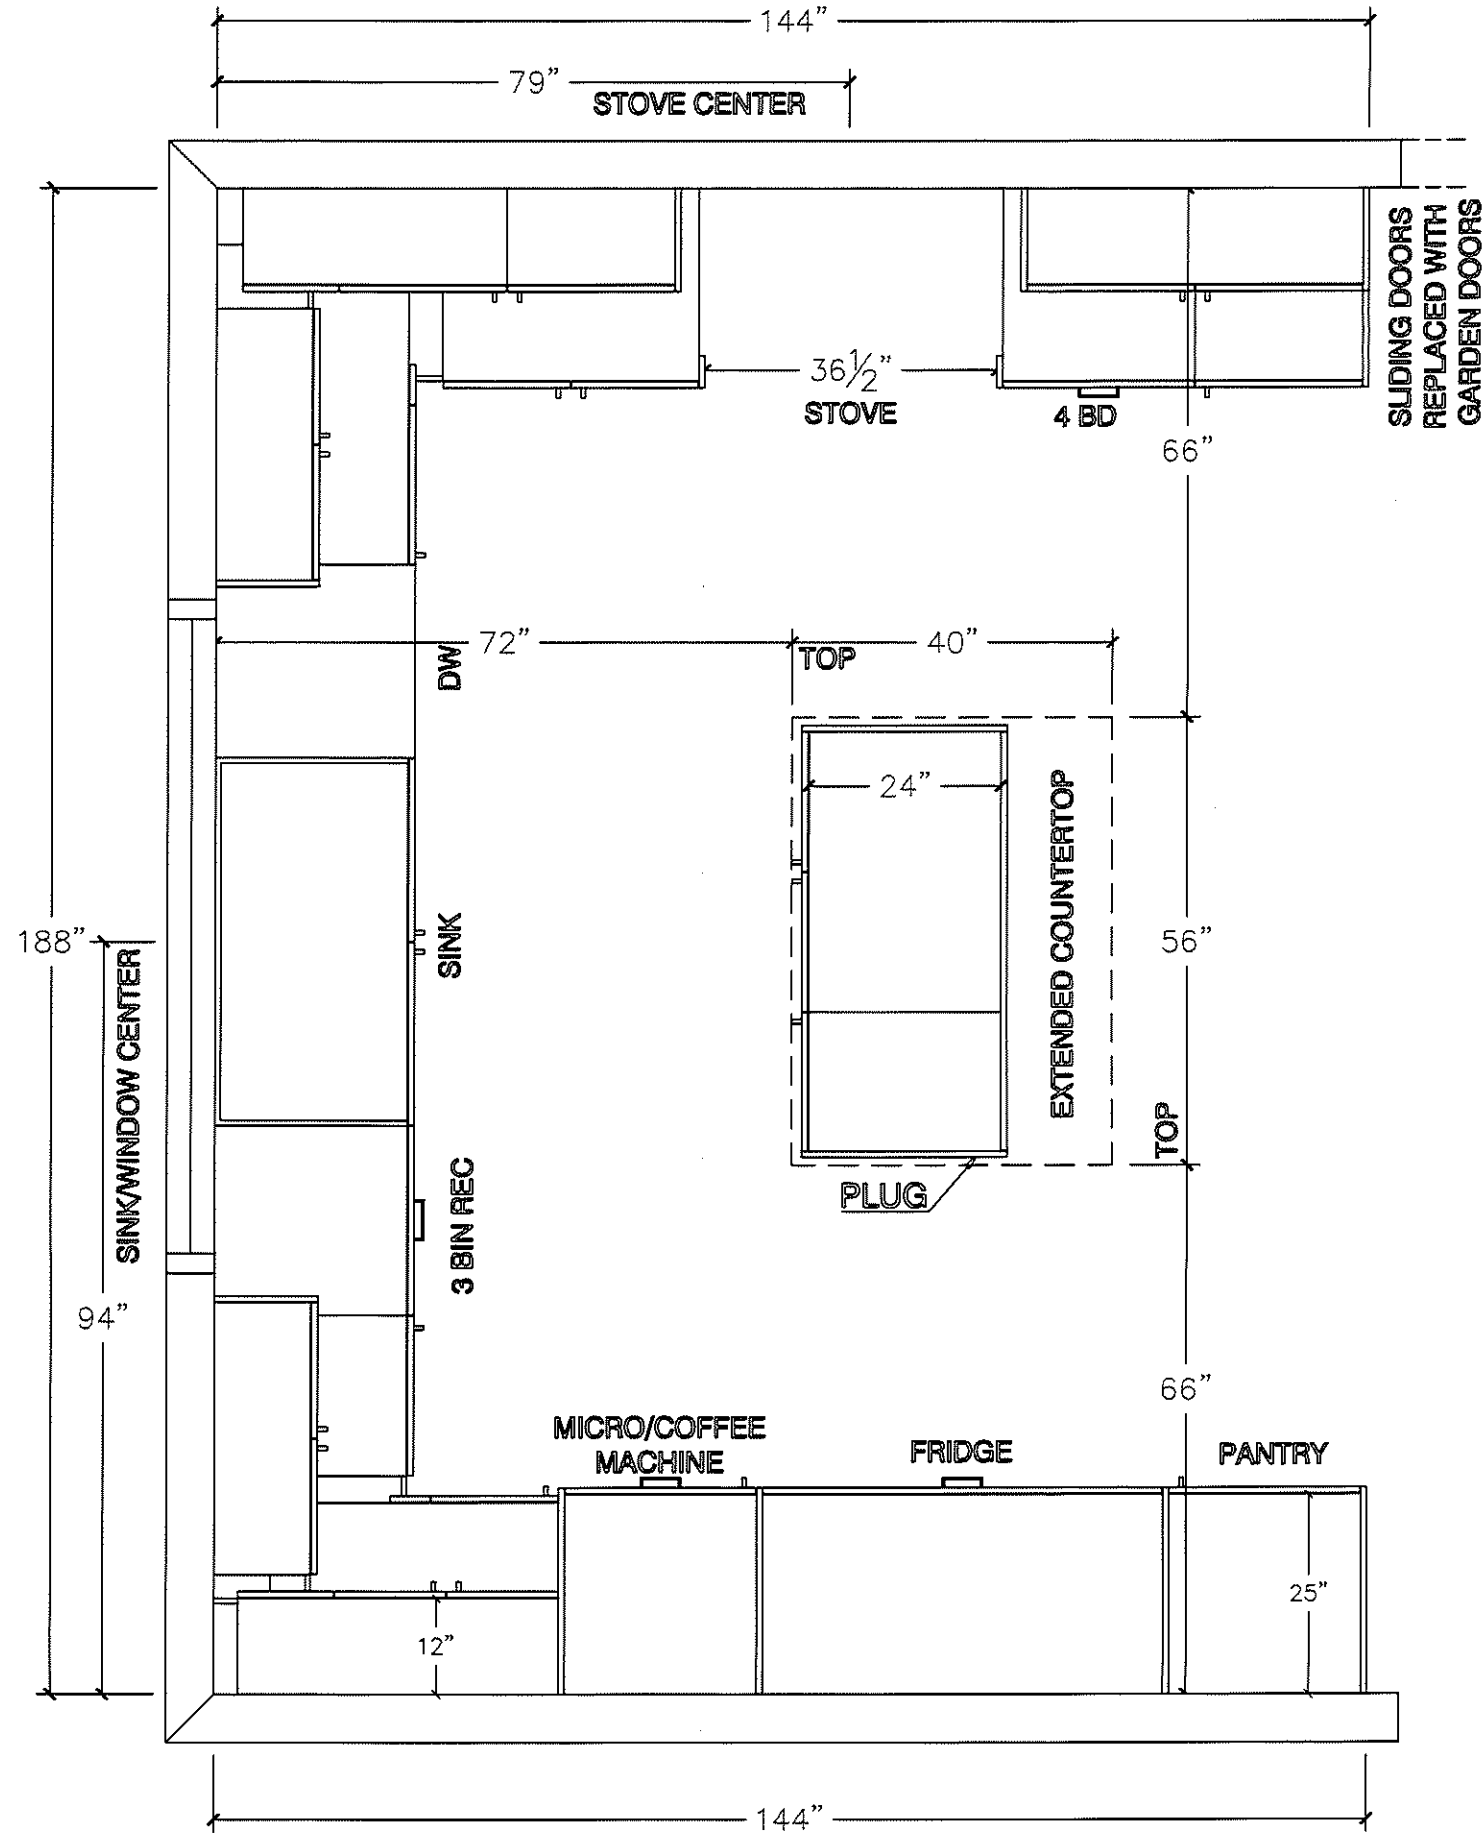 144”
79”
STOVE CENTER
SLIDING DOORS
REPLACED WITH
GARDEN DOORS
36½”
STOVE
4 BD
66”
72”
40”
TOP
DW
24”
EXTENDED COUNTERTOP
188”
SINK/WINDOW CENTER
SINK
56”
TOP
PLUG
3 BIN REC
94”
66”
MICRO/COFFEE
MACHINE
FRIDGE
PANTRY
25”
12”
144”